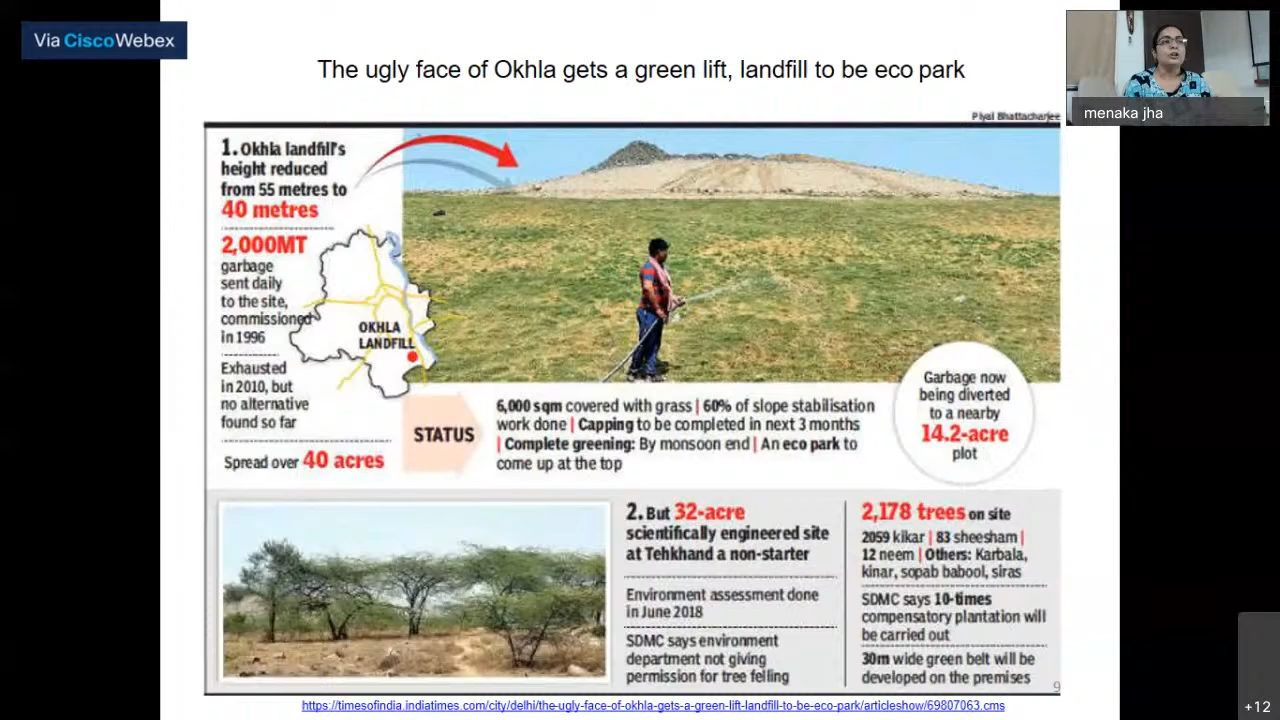 Via CiscoWebex
The ugly face of Okhla gets a green lift, landfill to be eco park
menaka jha
Piyal Bhattacharjee
1. Okhla landfill's
height reduced
from 55 metres to
40 metres
2,000MT
garbage
sent daily
to the site,
commissioned
in 1996
Exhausted
in 2010, but
no alternative
found so far
Spread over 40 acres
OKHLA
LANDFILL
STATUS
6,000 sqm covered with grass | 60% of slope stabilisation
work done | Capping to be completed in next 3 months
| Complete greening: By monsoon end | An eco park to
come up at the top
Garbage now
being diverted
to a nearby
14.2-acre
plot
2. But 32-acre
scientifically engineered site
at Tehkhand a non-starter
Environment assessment done
in June 2018
SDMC says environment
department not giving
permission for tree felling
2,178 trees on site
2059 kikar | 83 sheesham |
12 neem | Others: Karbala,
kinar, sopab babool, siras
SDMC says 10-times
compensatory plantation will
be carried out
30m wide green belt will be
developed on the premises
9
https://timesofindia.indiatimes.com/city/delhi/the-ugly-face-of-okhla-gets-a-green-lift-landfill-to-be-eco-park/articleshow/69807063.cms
+12